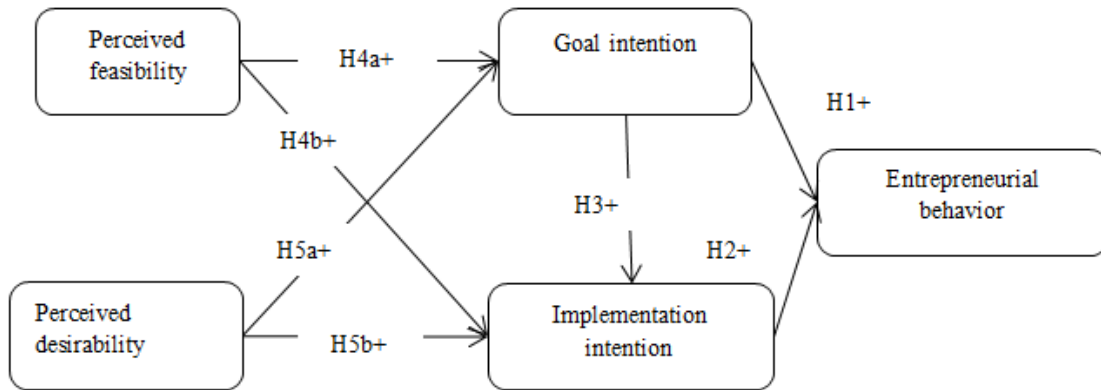 Perceived
feasibility
H4a+
Goal intention
H1+
H4b+
Entrepreneurial
behavior
H3+
H5a+
H2+
Perceived
desirability
H5b+
Implementation
intention